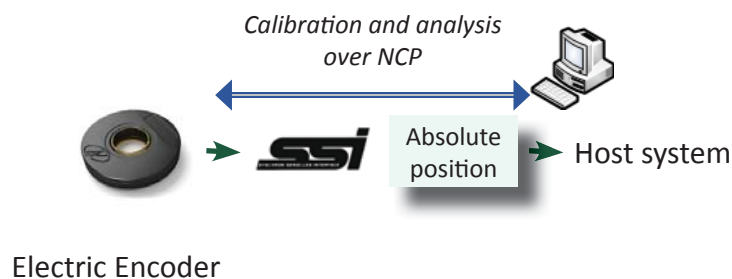 Calibration and analysis
over NCP
SSI
Absolute
position
Host system
Electric Encoder